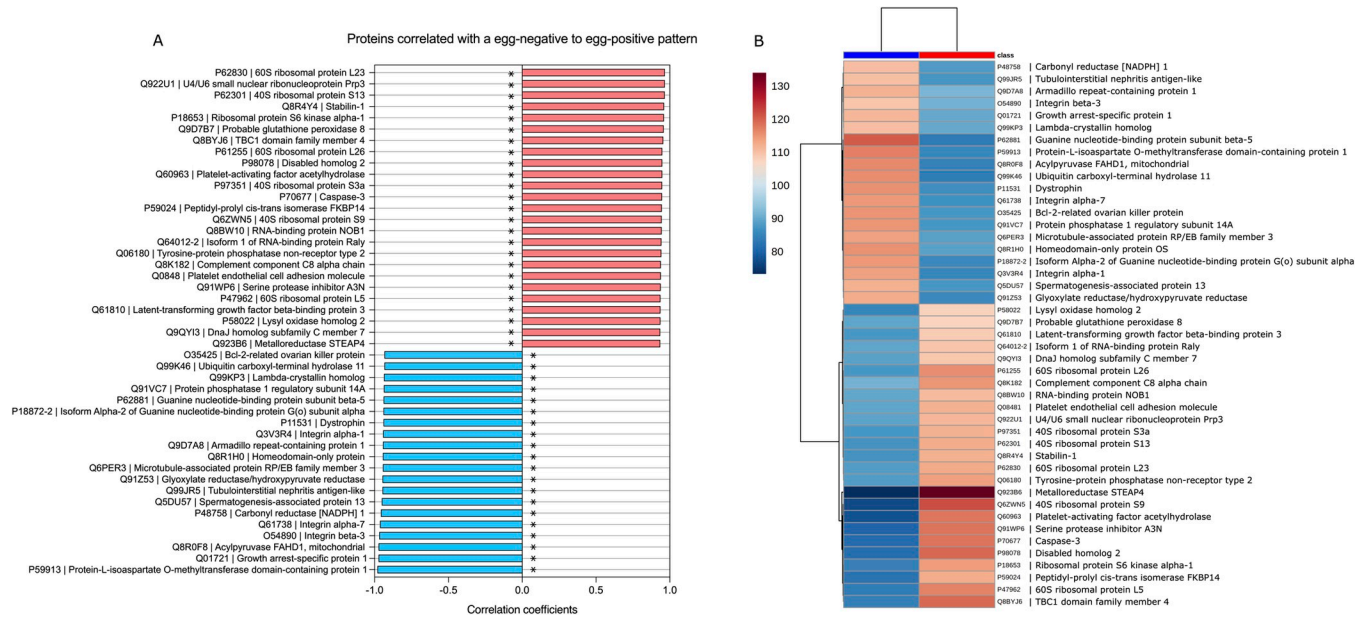 A
Proteins correlated with a egg-negative to egg-positive pattern
P62830 | 60S ribosomal protein L23
Q922U1 | U4/U6 small nuclear ribonucleoprotein Prp3
P62301 | 40S ribosomal protein S13
Q8R4Y4 | Stabilin-1
P18653 | Ribosomal protein S6 kinase alpha-1
Q9D7B7 | Probable glutathione peroxidase 8
Q8BYJ6 | TBC1 domain family member 4
P61255 | 60S ribosomal protein L26
P98078 | Disabled homolog 2
Q60963 | Platelet-activating factor acetylhydrolase
P97351 | 40S ribosomal protein S3a
P70677 | Caspase-3
P59024 | Peptidyl-prolyl cis-trans isomerase FKBP14
Q6ZWN5 | 40S ribosomal protein S9
Q8BW10 | RNA-binding protein NOB1
Q64012-2 | Isoform 1 of RNA-binding protein Raly
Q06180 | Tyrosine-protein phosphatase non-receptor type 2
Q8K182 | Complement component C8 alpha chain
Q0848 | Platelet endothelial cell adhesion molecule
Q91WP6 | Serine protease inhibitor A3N
P47962 | 60S ribosomal protein L5
Q61810 | Latent-transforming growth factor beta-binding protein 3
P58022 | Lysyl oxidase homolog 2
Q9QYI3 | DnaJ homolog subfamily C member 7
Q923B6 | Metalloreductase STEAP4
O35425 | Bcl-2-related ovarian killer protein
Q99K46 | Ubiquitin carboxyl-terminal hydrolase 11
Q99KP3 | Lambda-crystallin homolog
Q91VC7 | Protein phosphatase 1 regulatory subunit 14A
P62881 | Guanine nucleotide-binding protein subunit beta-5
P18872-2 | Isoform Alpha-2 of Guanine nucleotide-binding protein G(o) subunit alpha
P11531 | Dystrophin
Q3V3R4 | Integrin alpha-1
Q9D7A8 | Armadillo repeat-containing protein 1
Q8R1H0 | Homeodomain-only protein
Q6PER3 | Microtubule-associated protein RP/EB family member 3
Q91Z53 | Glyoxylate reductase/hydroxypyruvate reductase
Q99JR5 | Tubulointerstitial nephritis antigen-like
Q5DU57 | Spermatogenesis-associated protein 13
P48758 | Carbonyl reductase [NADPH] 1
Q61738 | Integrin alpha-7
O54890 | Integrin beta-3
Q8R0F8 | Acylpyruvase FAHD1, mitochondrial
Q01721 | Growth arrest-specific protein 1
P59913 | Protein-L-isoaspartate O-methyltransferase domain-containing protein 1
-1.0 -0.5 0.0 0.5 1.0
Correlation coefficients
B
130
120
110
100
90
80
class
P48758 | Carbonyl reductase [NADPH] 1
Q99JR5 | Tubulointerstitial nephritis antigen-like
Q9D7A8 | Armadillo repeat-containing protein 1
O54890 | Integrin beta-3
Q01721 | Growth arrest-specific protein 1
Q99KP3 | Lambda-crystallin homolog
P62881 | Guanine nucleotide-binding protein subunit beta-5
P59913 | Protein-L-isoaspartate O-methyltransferase domain-containing protein 1
Q8R0F8 | Acylpyruvase FAHD1, mitochondrial
Q99K46 | Ubiquitin carboxyl-terminal hydrolase 11
P11531 | Dystrophin
Q61738 | Integrin alpha-7
O35425 | Bcl-2-related ovarian killer protein
Q91VC7 | Protein phosphatase 1 regulatory subunit 14A
Q6PER3 | Microtubule-associated protein RP/EB family member 3
Q8R1H0 | Homeodomain-only protein OS
P18872-2 | Isoform Alpha-2 of Guanine nucleotide-binding protein G(o) subunit alpha
Q3V3R4 | Integrin alpha-1
Q5DU57 | Spermatogenesis-associated protein 13
Q91Z53 | Glyoxylate reductase/hydroxypyruvate reductase
P58022 | Lysyl oxidase homolog 2
Q9D7B7 | Probable glutathione peroxidase 8
Q61810 | Latent-transforming growth factor beta-binding protein 3
Q64012-2 | Isoform 1 of RNA-binding protein Raly
Q9QYI3 | DnaJ homolog subfamily C member 7
P61255 | 60S ribosomal protein L26
Q8K182 | Complement component C8 alpha chain
Q8BW10 | RNA-binding protein NOB1
Q08481 | Platelet endothelial cell adhesion molecule
Q922U1 | U4/U6 small nuclear ribonucleoprotein Prp3
P97351 | 40S ribosomal protein S3a
P62301 | 40S ribosomal protein S13
Q8R4Y4 | Stabilin-1
P62830 | 60S ribosomal protein L23
Q06180 | Tyrosine-protein phosphatase non-receptor type 2
Q923B6 | Metalloreductase STEAP4
Q6ZWN5 | 40S ribosomal protein S9
Q60963 | Platelet-activating factor acetylhydrolase
Q91WP6 | Serine protease inhibitor A3N
P70677 | Caspase-3
P98078 | Disabled homolog 2
P18653 | Ribosomal protein S6 kinase alpha-1
P59024 | Peptidyl-prolyl cis-trans isomerase FKBP14
P47962 | 60S ribosomal protein L5
Q8BYJ6 | TBC1 domain family member 4